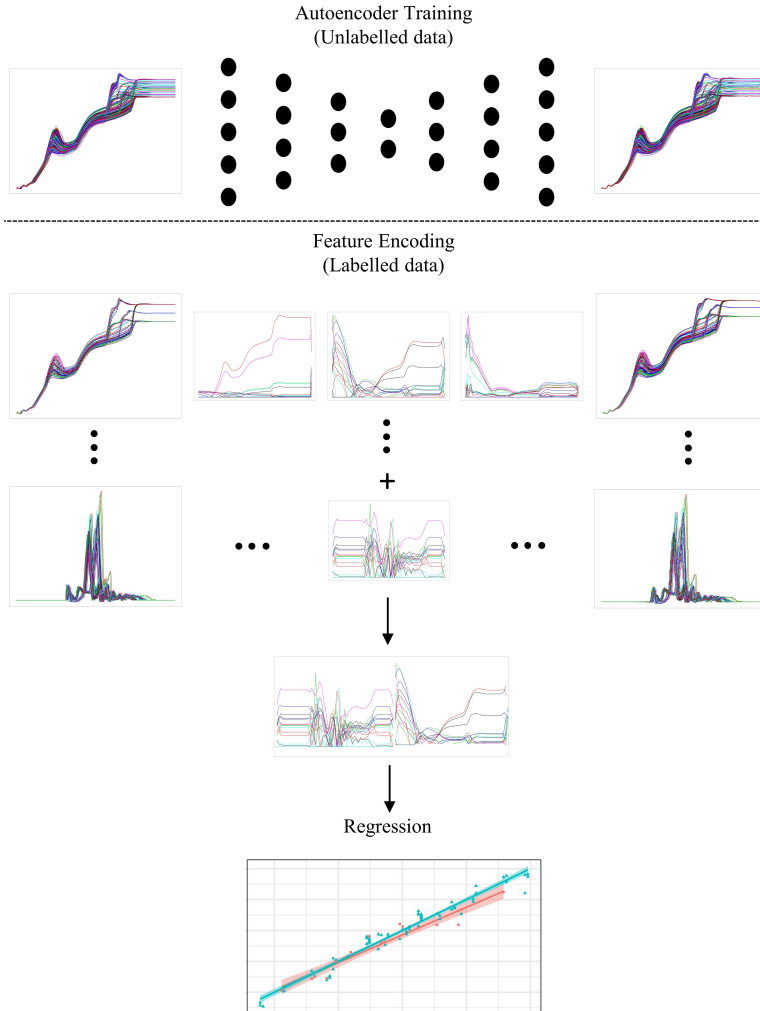 Autoencoder Training
(Unlabelled data)
Feature Encoding
(Labelled data)
+
Regression